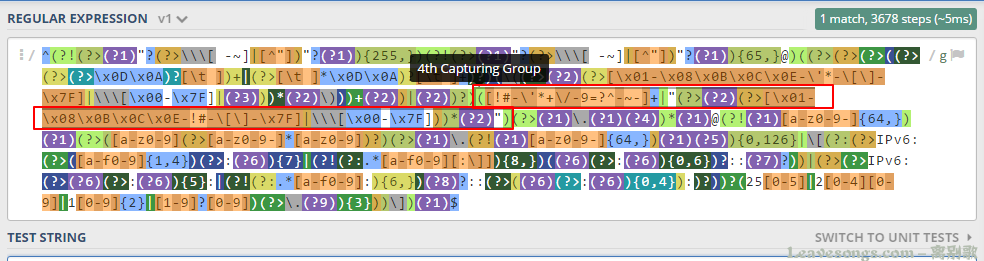 REGULAR EXPRESSION v1
1 match, 3678 steps (~5ms)
/ ^(?!(?>(?1)"?(?>\\\[ -~]|[^"])"?(?1)){255,})(?!(?>(?1)"?(?>\\\[ -~]|[^"])"?(?1)){65,}@)((?>(?>(?>((?> / g
(?>(?>\x0D\x0A)?[\t ])+|(?>[\t ]*\x0D\x0A)
4th Capturing Group
(?2)(?>[\x01-\x08\x0B\x0C\x0E-\'*-\[\]-
\x7F]|\\\[\x00-\x7F]|(?3)))*(?2)\)))+(?2))|(?2))?)([!#-\'*+\/-9=?^-~-]+|"(?>(?2)(?>[\x01-
\x08\x0B\x0C\x0E-!#-\[\]-\x7F]|\\\[\x00-\x7F]))*(?2)")(?>(?1)\.(?1)(?4))*(?1)@(?!(?1)[a-z0-9-]{64,})
(?1)(?>([a-z0-9](?>[a-z0-9-]*[a-z0-9])?)(?>(?1)\.(?!(?1)[a-z0-9-]{64,})(?1)(?5)){0,126}|\[(?:(?>IPv6:
(?>([a-f0-9]{1,4})(?>:(?6)){7}|(?!(?:.*[a-f0-9][:\]]){8,})((?6)(?>:(?6)){0,6})?::(?7)?))|(?>(?>IPv6:
(?>(?6)(?>:(?6)){5}:|(?!(?:.*[a-f0-9]:){6,})(?8)?::(?>((?6)(?>:(?6)){0,4}):)?))?(25[0-5]|2[0-4][0-
9]|1[0-9]{2}|[1-9]?[0-9])(?>\.(?9)){3}))\])(?1)$
TEST STRING
SWITCH TO UNIT TESTS
Leavesongs.com - 离别歌